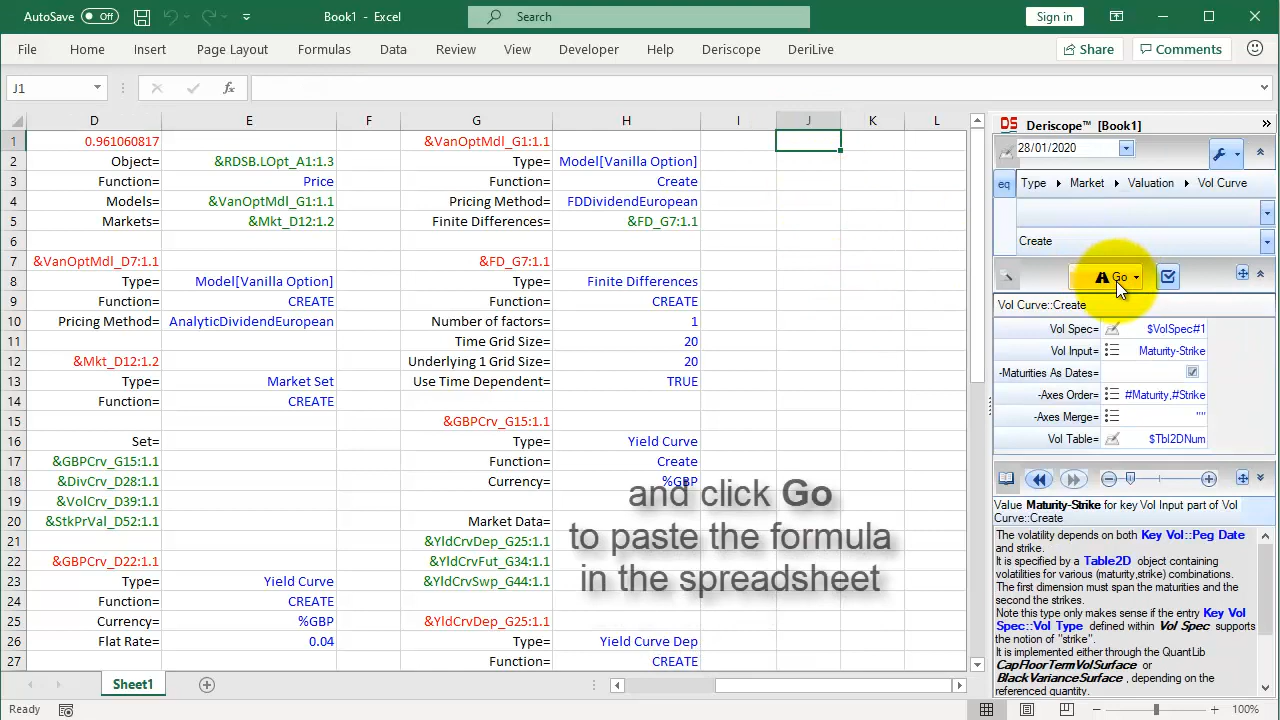 AutoSave Off
Book1 - Excel
Search
Sign in
File Home Insert Page Layout Formulas Data Review View Developer Help Deriscope DeriLive
Share
Comments
J1
fx
D E F G H I J K L
1 0.961060817 &VanOptMdl_G1:1.1
2 Object= &RDSB.LOpt_A1:1.3 Type= Model[Vanilla Option]
3 Function= Price Function= Create
4 Models= &VanOptMdl_G1:1.1 Pricing Method= FDDividendEuropean
5 Markets= &Mkt_D12:1.2 Finite Differences= &FD_G7:1.1
6
7 &VanOptMdl_D7:1.1 &FD_G7:1.1
8 Type= Model[Vanilla Option] Type= Finite Differences
9 Function= CREATE Function= CREATE
10 Pricing Method= AnalyticDividendEuropean Number of factors= 1
11 Time Grid Size= 20
12 &Mkt_D12:1.2 Underlying 1 Grid Size= 20
13 Type= Market Set Use Time Dependent= TRUE
14 Function= CREATE
15 &GBPCrv_G15:1.1
16 Set= Type= Yield Curve
17 &GBPCrv_G15:1.1 Function= Create
18 &DivCrv_D28:1.1 Currency= %GBP
19 &VolCrv_D39:1.1
20 &StkPrVal_D52:1.1 Market Data=
21 &YldCrvDep_G25:1.1
22 &GBPCrv_D22:1.1 &YldCrvFut_G34:1.1
23 Type= Yield Curve &YldCrvSwp_G44:1.1
24 Function= CREATE
25 Currency= %GBP &YldCrvDep_G25:1.1
26 Flat Rate= 0.04 Type= Yield Curve Dep
27 Function= CREATE
and click Go
to paste the formula
in the spreadsheet
DS Deriscope™ [Book1]
28/01/2020
eq Type Market Valuation Vol Curve
Create
Go
Vol Curve::Create
Vol Spec= $VolSpec#1
Vol Input= Maturity-Strike
-Maturities As Dates=
-Axes Order= #Maturity,#Strike
-Axes Merge= ""
Vol Table= $Tbl2DNum
Value Maturity-Strike for key Vol Input part of Vol
Curve::Create
The volatility depends on both Key Vol::Peg Date
and strike.
It is specified by a Table2D object containing
volatilities for various (maturity,strike) combinations.
The first dimension must span the maturities and the
second the strikes.
Note this type only makes sense if the entry Key Vol
Spec::Vol Type defined within Vol Spec supports
the notion of "strike".
It is implemented either through the QuantLib
CapFloorTermVolSurface or
BlackVarianceSurface, depending on the
referenced quantity.
Sheet1
Ready
100%